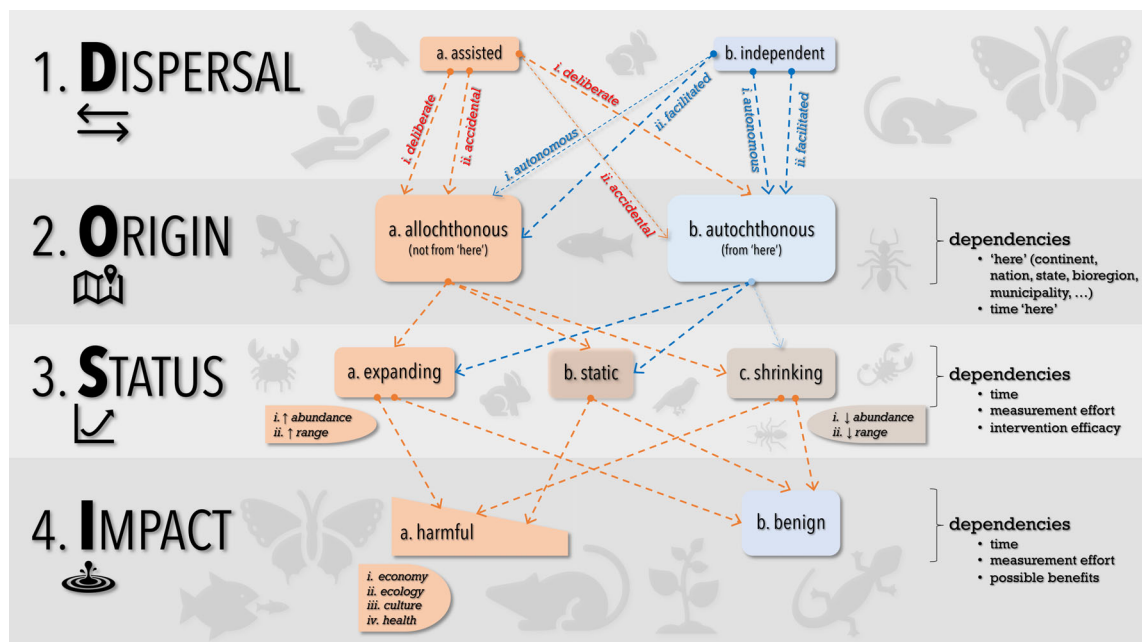 1. DISPERSAL
a. assisted
b. independent
i. deliberate
ii. accidental
i. deliberate
ii. accidental
i. autonomous
ii. facilitated
i. autonomous
ii. facilitated
2. ORIGIN
a. allochthonous
(not from ‘here’)
b. autochthonous
(from ‘here’)
dependencies
• ‘here’ (continent,
nation, state, bioregion,
municipality, …)
• time ‘here’
3. STATUS
a. expanding
b. static
c. shrinking
i. ↑ abundance
ii. ↑ range
i. ↓ abundance
ii. ↓ range
dependencies
• time
• measurement effort
• intervention efficacy
4. IMPACT
a. harmful
b. benign
i. economy
ii. ecology
iii. culture
iv. health
dependencies
• time
• measurement effort
• possible benefits